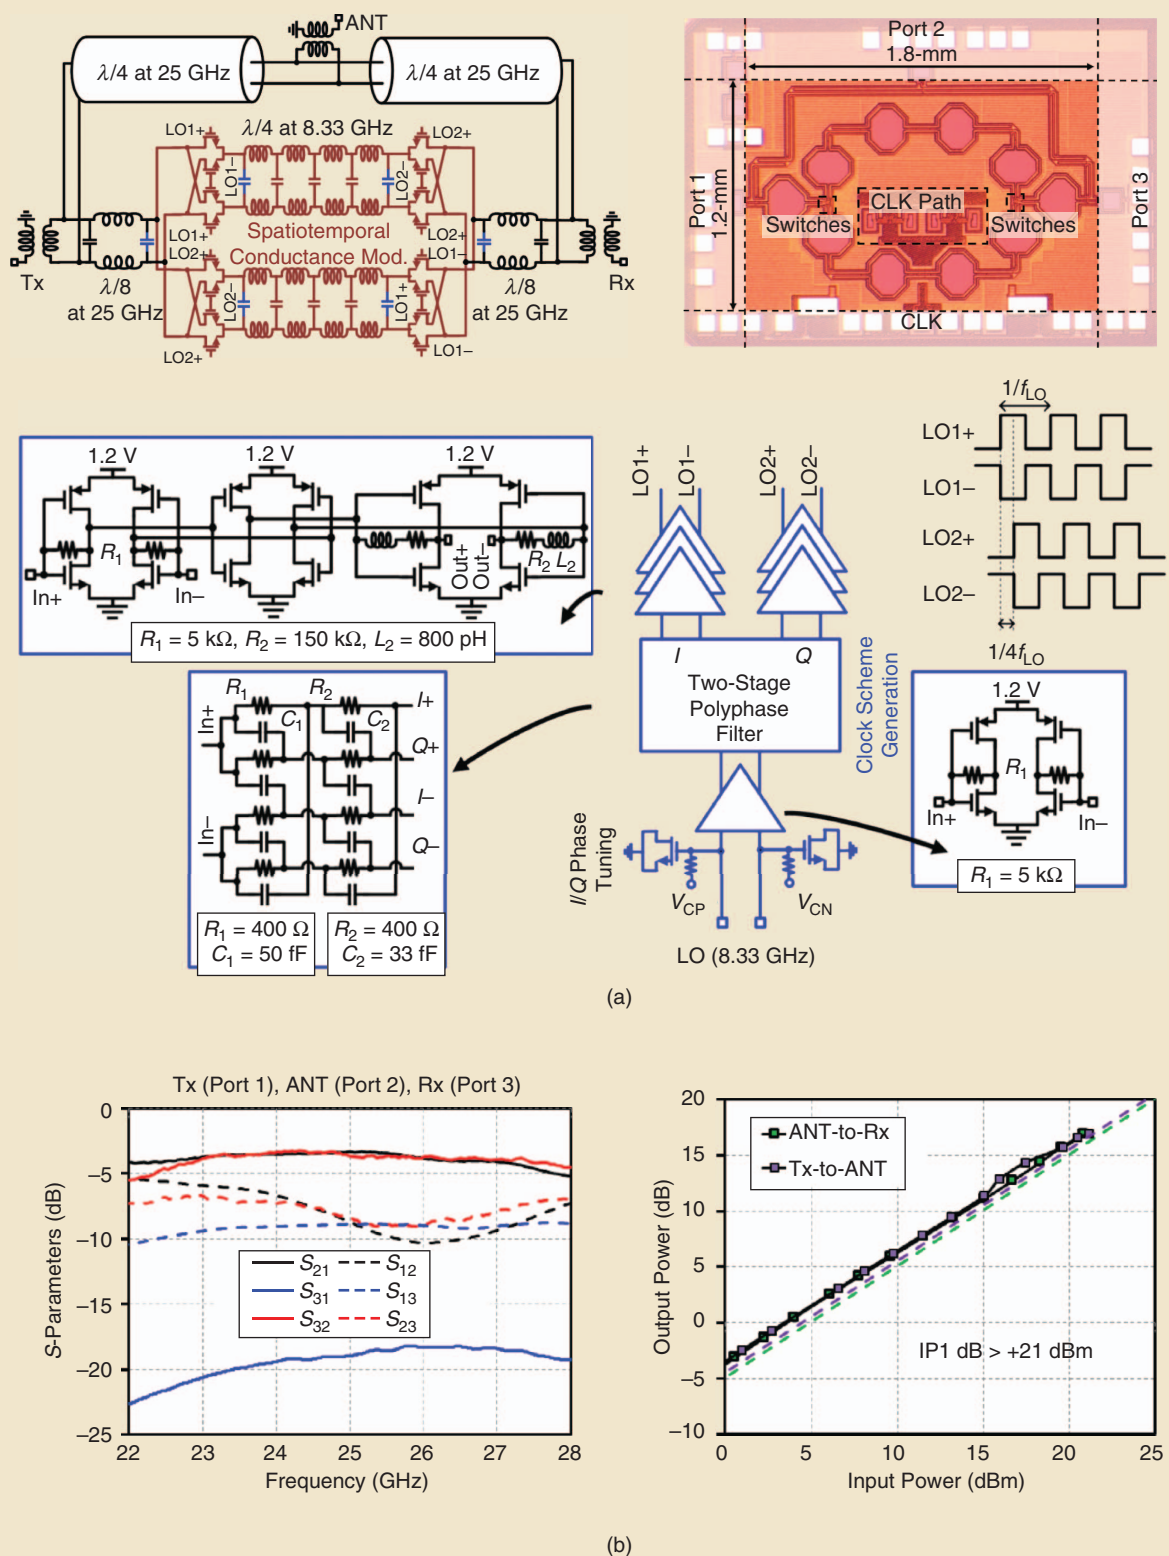 ANT
λ/4 at 25 GHz
λ/4 at 25 GHz
LO1+
λ/4 at 8.33 GHz
LO2+
LO1–
LO2–
LO1+
LO2+
Spatiotemporal
Conductance Mod.
LO2+
LO1–
LO2–
LO1+
Tx
λ/8
at 25 GHz
λ/8
at 25 GHz
Rx
LO2+
LO1–
Port 2
1.8-mm
Port 1
1.2-mm
Port 3
CLK Path
Switches
Switches
CLK
1.2 V
1.2 V
1.2 V
R1
In+
In–
Out+
Out–
R2 L2
R1 = 5 kΩ, R2 = 150 kΩ, L2 = 800 pH
R1
R2
C1
C2
In+
In–
I+
Q+
I–
Q–
R1 = 400 Ω
C1 = 50 fF
R2 = 400 Ω
C2 = 33 fF
LO1+
LO1–
LO2+
LO2–
I
Q
Two-Stage
Polyphase
Filter
Clock Scheme
Generation
I/Q Phase
Tuning
VCP
VCN
LO (8.33 GHz)
1/fLO
LO1+
LO1–
LO2+
LO2–
1/4fLO
1.2 V
R1
In+
In–
R1 = 5 kΩ
(a)
Tx (Port 1), ANT (Port 2), Rx (Port 3)
S-Parameters (dB)
0
–5
–10
–15
–20
–25
S21
S12
S31
S13
S32
S23
22
23
24
25
26
27
28
Frequency (GHz)
Output Power (dB)
20
15
10
5
0
–5
–10
ANT-to-Rx
Tx-to-ANT
IP1 dB > +21 dBm
0
5
10
15
20
25
Input Power (dBm)
(b)